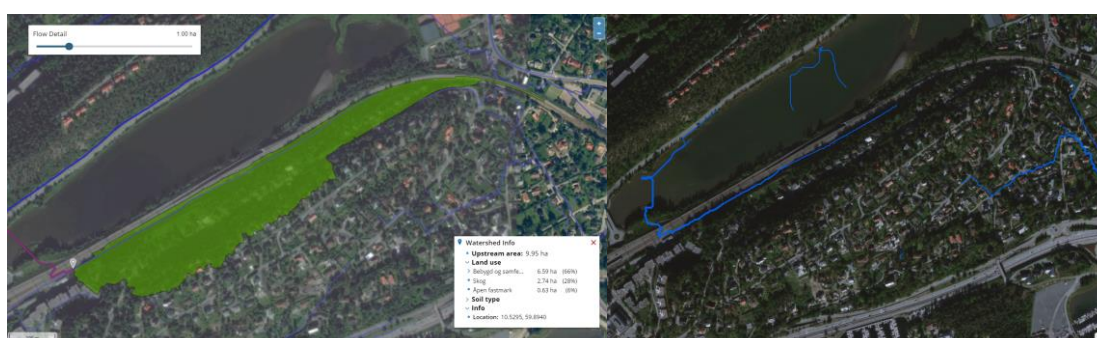 Flow Detail 1.00 ha
+
−
Watershed Info ×
Upstream area: 9.95 ha
Land use
Bebygd og samfe... 6.59 ha (66%)
Skog 2.74 ha (28%)
Åpen fastmark 0.63 ha (6%)
Soil type
Info
Location: 10.5295, 59.8940